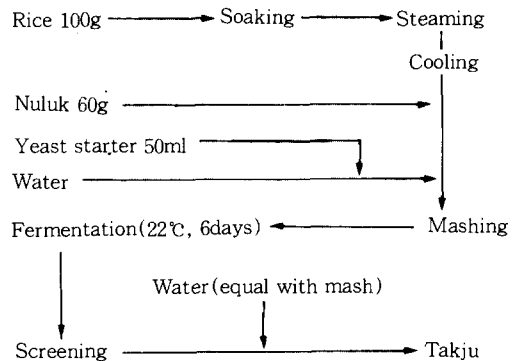 Rice 100g Soaking Steaming
Cooling
Nuluk 60g
Yeast starter 50ml
Water
Fermentation(22℃, 6days) Mashing
Water(equal with mash)
Screening Takju